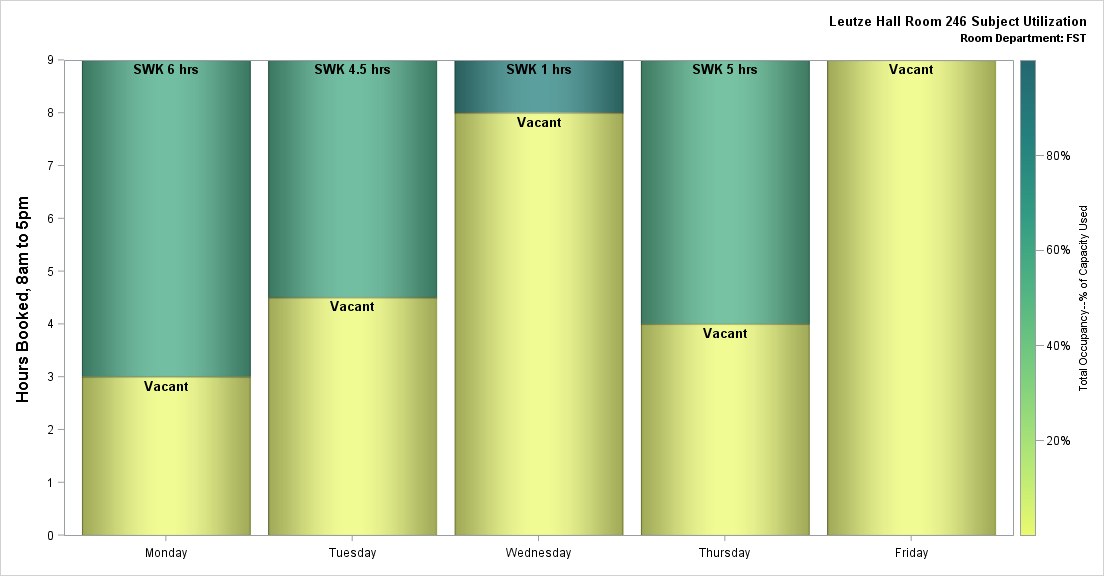 Leutze Hall Room 246 Subject Utilization
Room Department: FST
Hours Booked, 8am to 5pm
9
8
7
6
5
4
3
2
1
0
SWK 6 hrs
Vacant
SWK 4.5 hrs
Vacant
SWK 1 hrs
Vacant
SWK 5 hrs
Vacant
Vacant
Monday
Tuesday
Wednesday
Thursday
Friday
80%
60%
40%
20%
Total Occupancy--% of Capacity Used